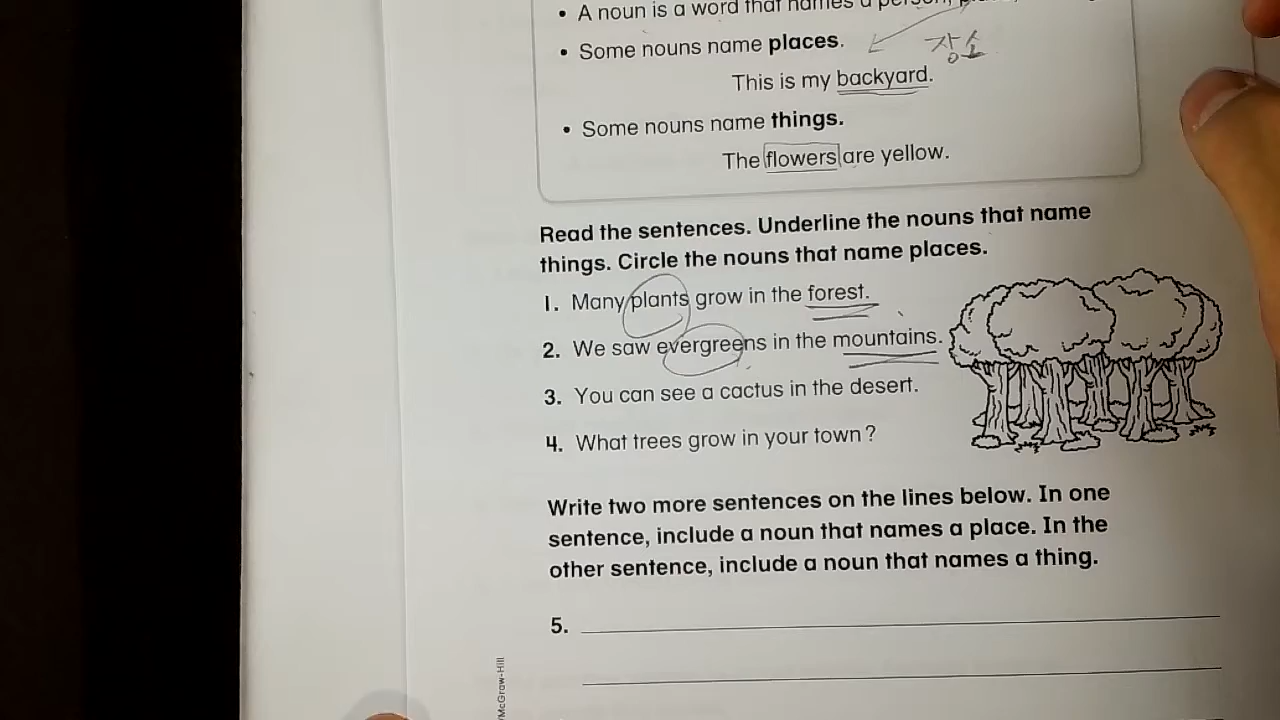 • A noun is a word that names a person,
• Some nouns name places.
장소
This is my backyard.
• Some nouns name things.
The flowers are yellow.
Read the sentences. Underline the nouns that name
things. Circle the nouns that name places.
1. Many plants grow in the forest.
2. We saw evergreens in the mountains.
3. You can see a cactus in the desert.
4. What trees grow in your town?
Write two more sentences on the lines below. In one
sentence, include a noun that names a place. In the
other sentence, include a noun that names a thing.
5.
/McGraw-Hill